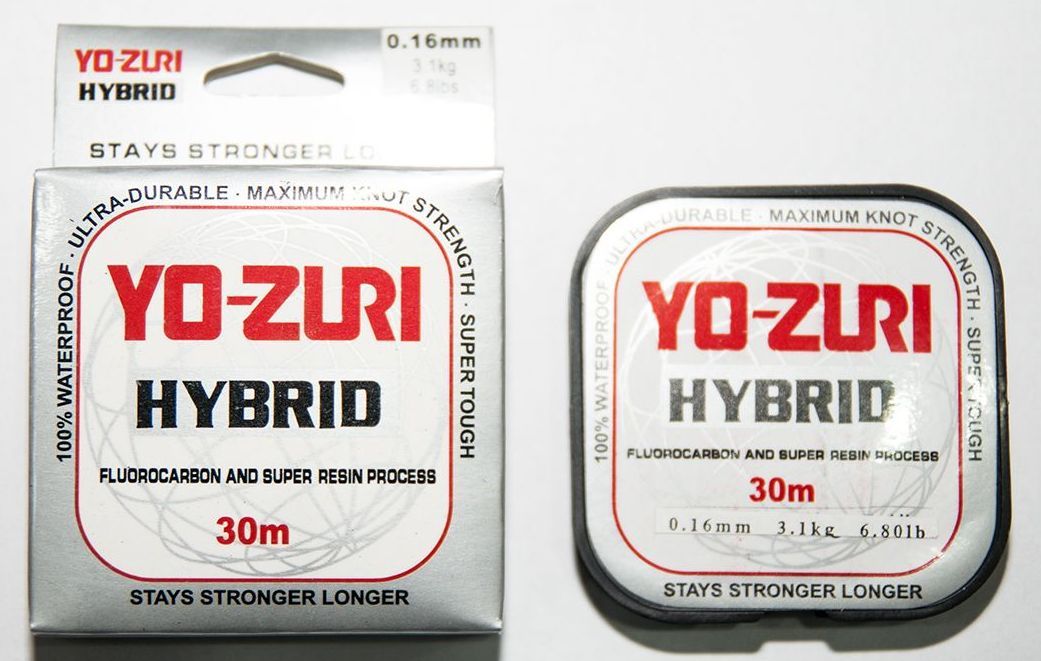 YO-ZURI
HYBRID
0.16mm
3.1kg
6.8lbs
STAYS STRONGER LO
100% WATERPROOF · ULTRA-DURABLE · MAXIMUM KNOT STRENGTH · SUPER TOUGH
YO-ZURI
HYBRID
FLUOROCARBON AND SUPER RESIN PROCESS
30m
STAYS STRONGER LONGER
100% WATERPROOF · ULTRA-DURABLE · MAXIMUM KNOT STRENGTH · SUPER TOUGH
YO-ZURI
HYBRID
FLUOROCARBON AND SUPER RESIN PROCESS
30m
0.16mm 3.1kg 6.80lb
STAYS STRONGER LONGER